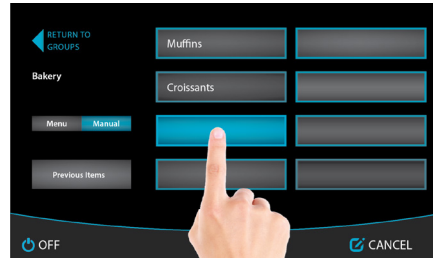 RETURN TO
GROUPS
Muffins
Bakery
Croissants
Menu Manual
Previous Items
OFF
CANCEL